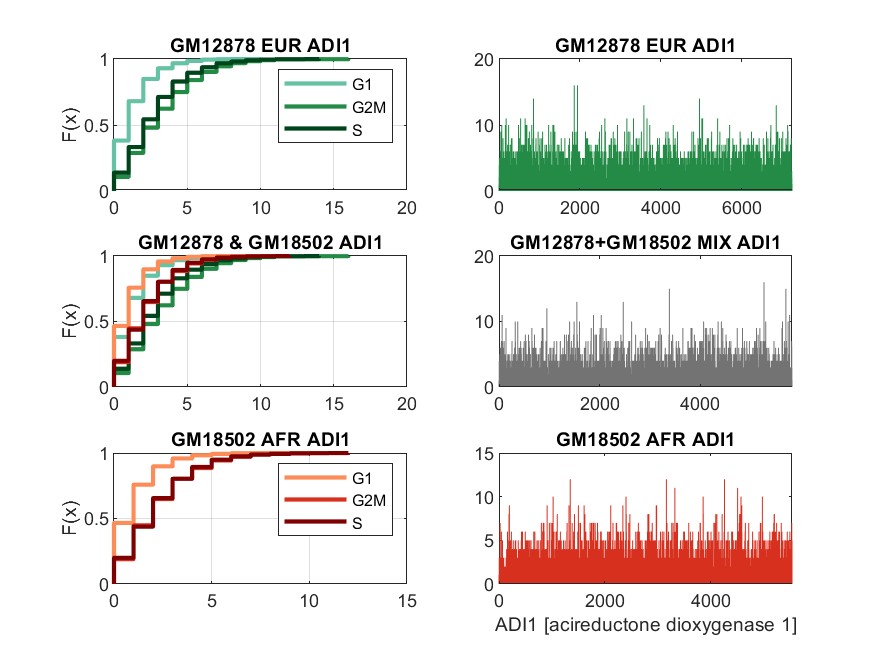 GM12878 EUR ADI1
F(x)
1
0.5
0
0 5 10 15 20
G1
G2M
S
GM12878 EUR ADI1
20
10
0
0 2000 4000 6000
GM12878 & GM18502 ADI1
F(x)
1
0.5
0
0 5 10 15 20
GM12878+GM18502 MIX ADI1
20
10
0
0 2000 4000
GM18502 AFR ADI1
F(x)
1
0.5
0
0 5 10 15
G1
G2M
S
GM18502 AFR ADI1
15
10
5
0
0 2000 4000
ADI1 [acireductone dioxygenase 1]